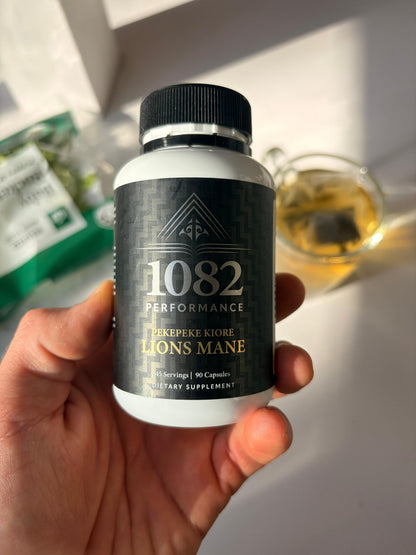 1082
PERFORMANCE
PEKEPEKE KIORE
LIONS MANE
45 Servings | 90 Capsules
DIETARY SUPPLEMENT